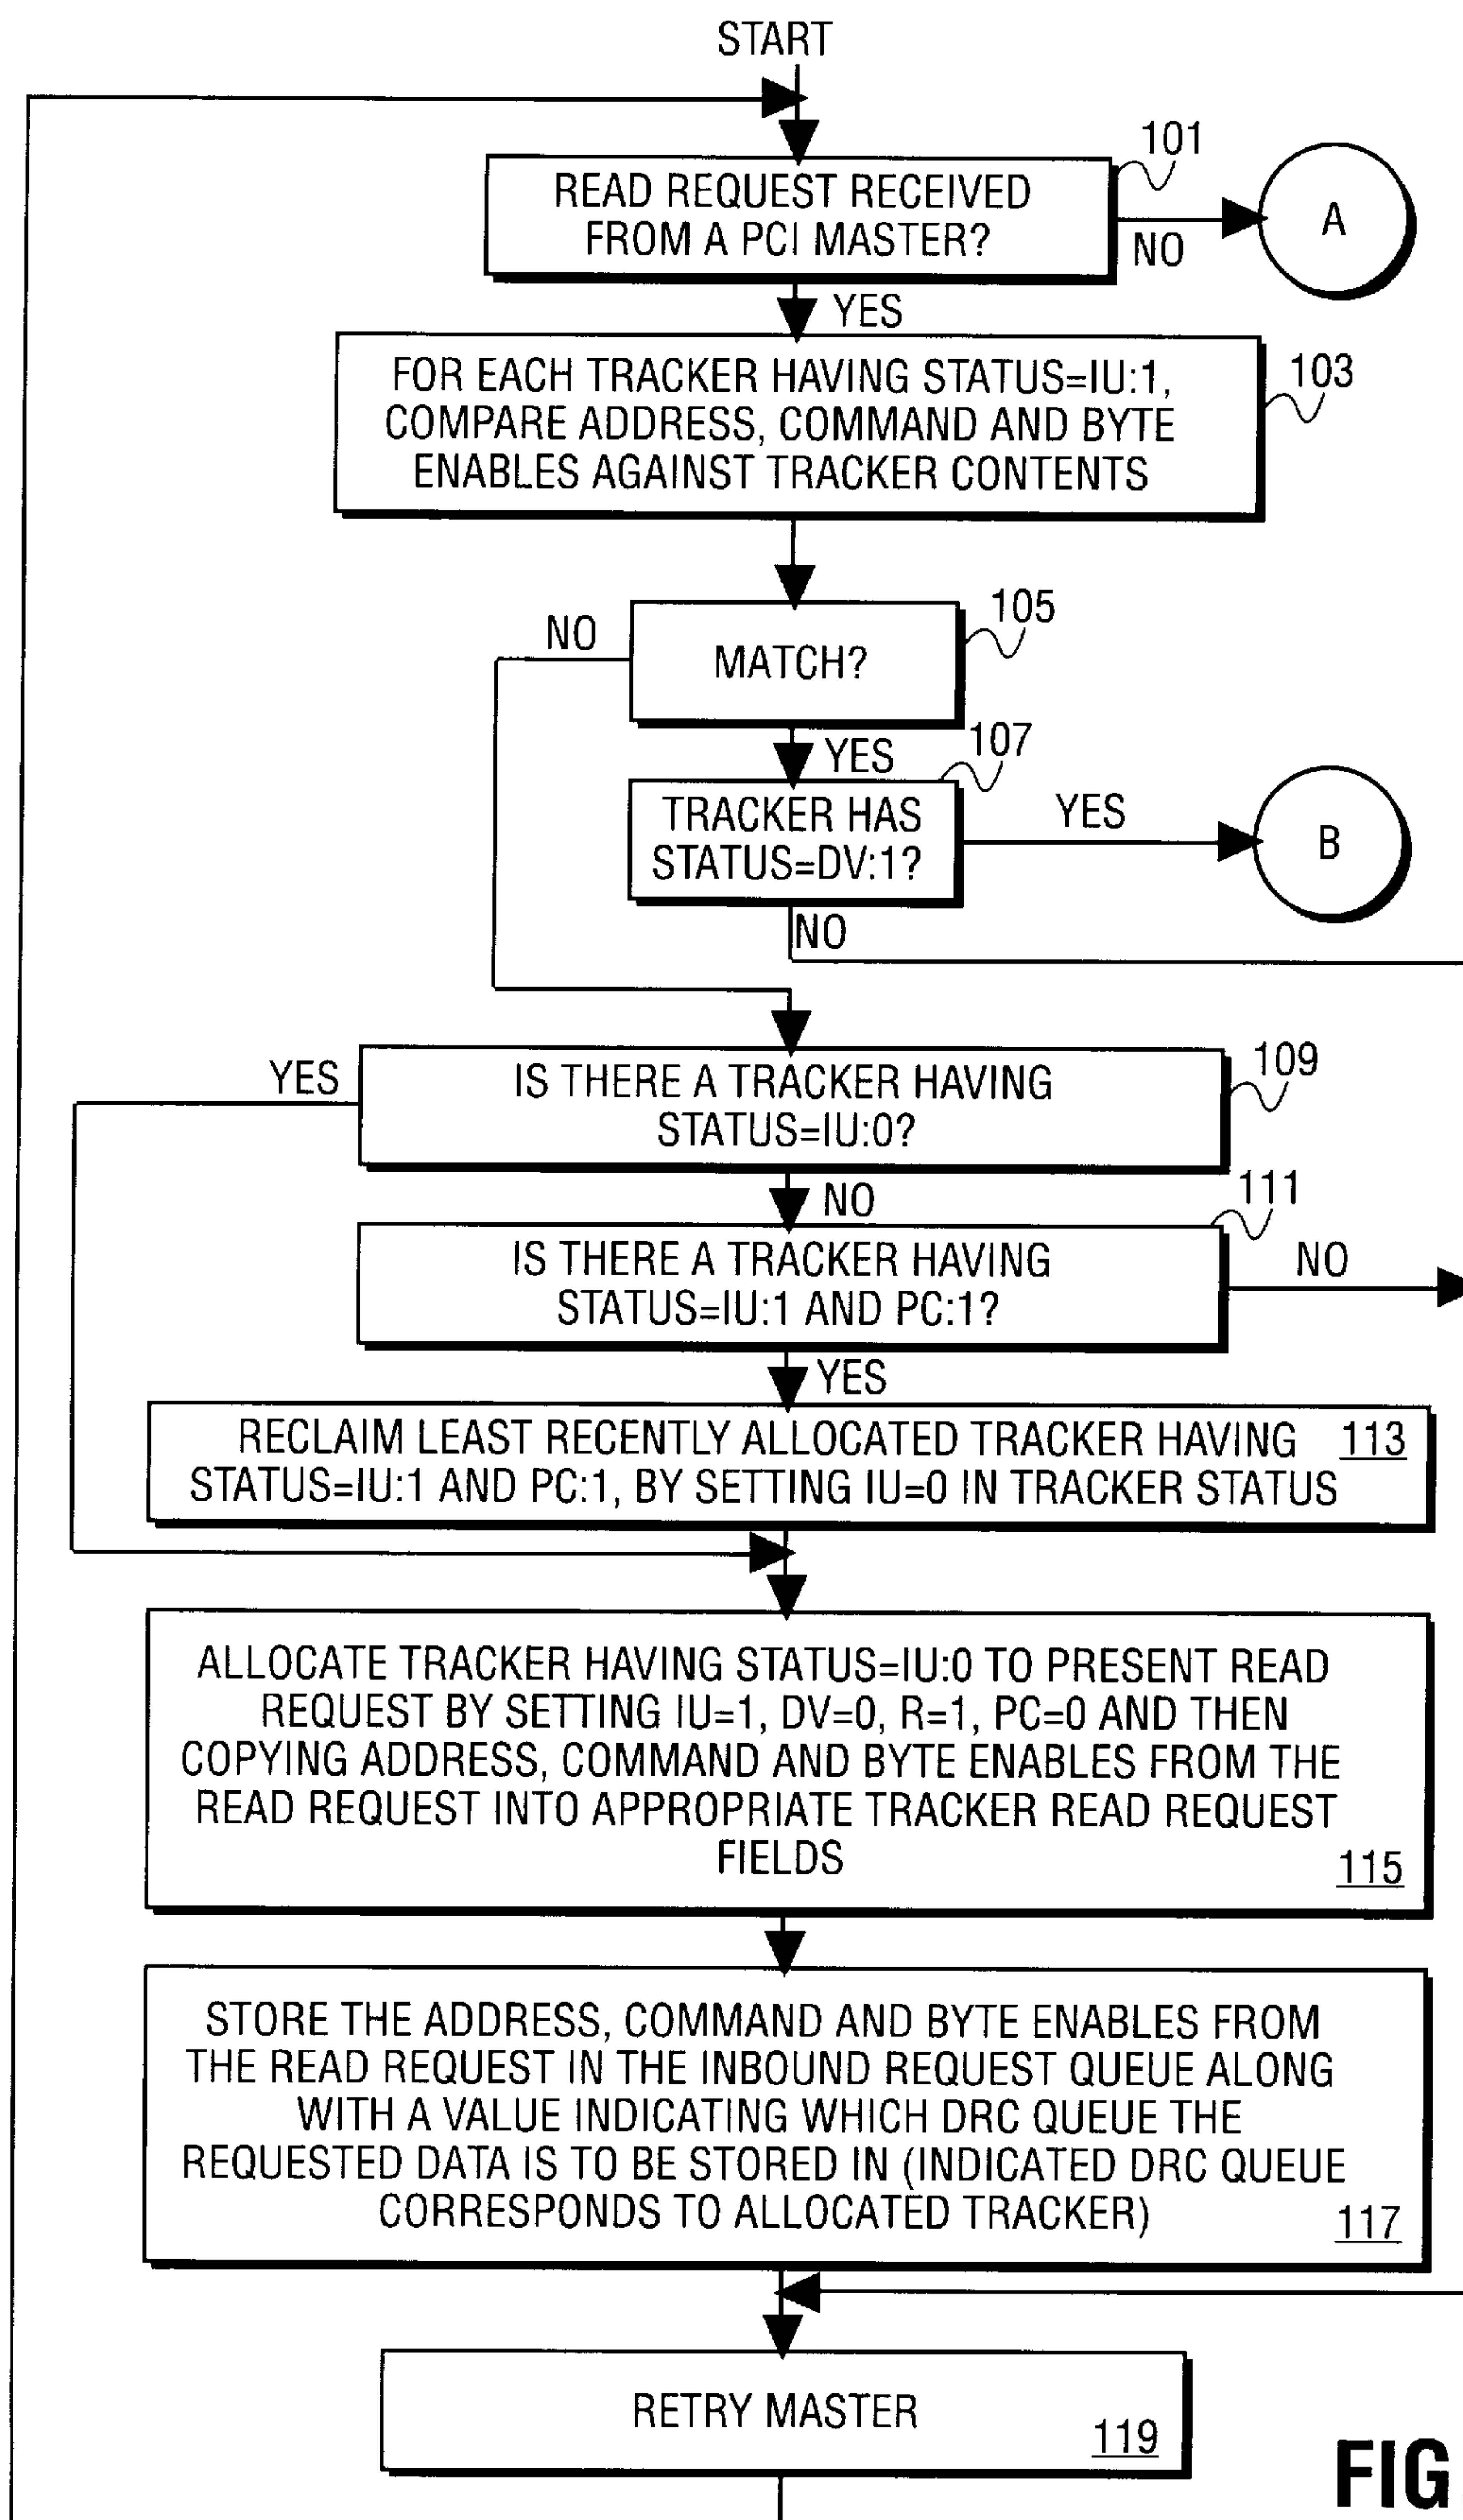 START
101
READ REQUEST RECEIVED
FROM A PCI MASTER?
NO
A
YES
103
FOR EACH TRACKER HAVING STATUS=IU:1,
COMPARE ADDRESS, COMMAND AND BYTE
ENABLES AGAINST TRACKER CONTENTS
105
NO
MATCH?
107
YES
TRACKER HAS
STATUS=DV:1?
YES
B
NO
109
YES
IS THERE A TRACKER HAVING
STATUS=IU:0?
NO
111
IS THERE A TRACKER HAVING
STATUS=IU:1 AND PC:1?
NO
YES
RECLAIM LEAST RECENTLY ALLOCATED TRACKER HAVING 113
STATUS=IU:1 AND PC:1, BY SETTING IU=0 IN TRACKER STATUS
ALLOCATE TRACKER HAVING STATUS=IU:0 TO PRESENT READ
REQUEST BY SETTING IU=1, DV=0, R=1, PC=0 AND THEN
COPYING ADDRESS, COMMAND AND BYTE ENABLES FROM THE
READ REQUEST INTO APPROPRIATE TRACKER READ REQUEST
FIELDS
115
STORE THE ADDRESS, COMMAND AND BYTE ENABLES FROM
THE READ REQUEST IN THE INBOUND REQUEST QUEUE ALONG
WITH A VALUE INDICATING WHICH DRC QUEUE THE
REQUESTED DATA IS TO BE STORED IN (INDICATED DRC QUEUE
CORRESPONDS TO ALLOCATED TRACKER)
117
RETRY MASTER
119
FIG.